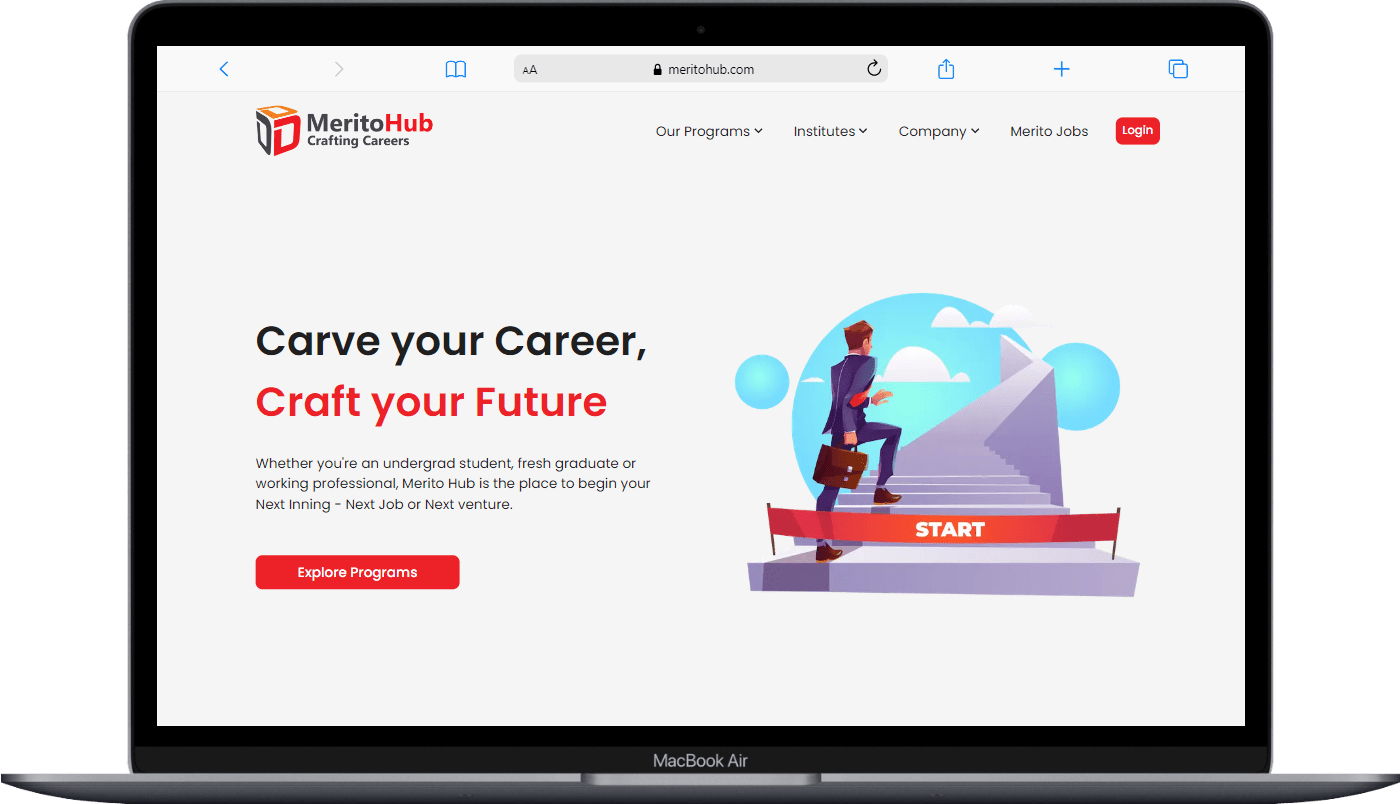 AA
meritohub.com
MeritoHub
Crafting Careers
Our Programs
Institutes
Company
Merito Jobs
Login
Carve your Career,
Craft your Future
Whether you're an undergrad student, fresh graduate or
working professional, Merito Hub is the place to begin your
Next Inning - Next Job or Next venture.
Explore Programs
START
MacBook Air